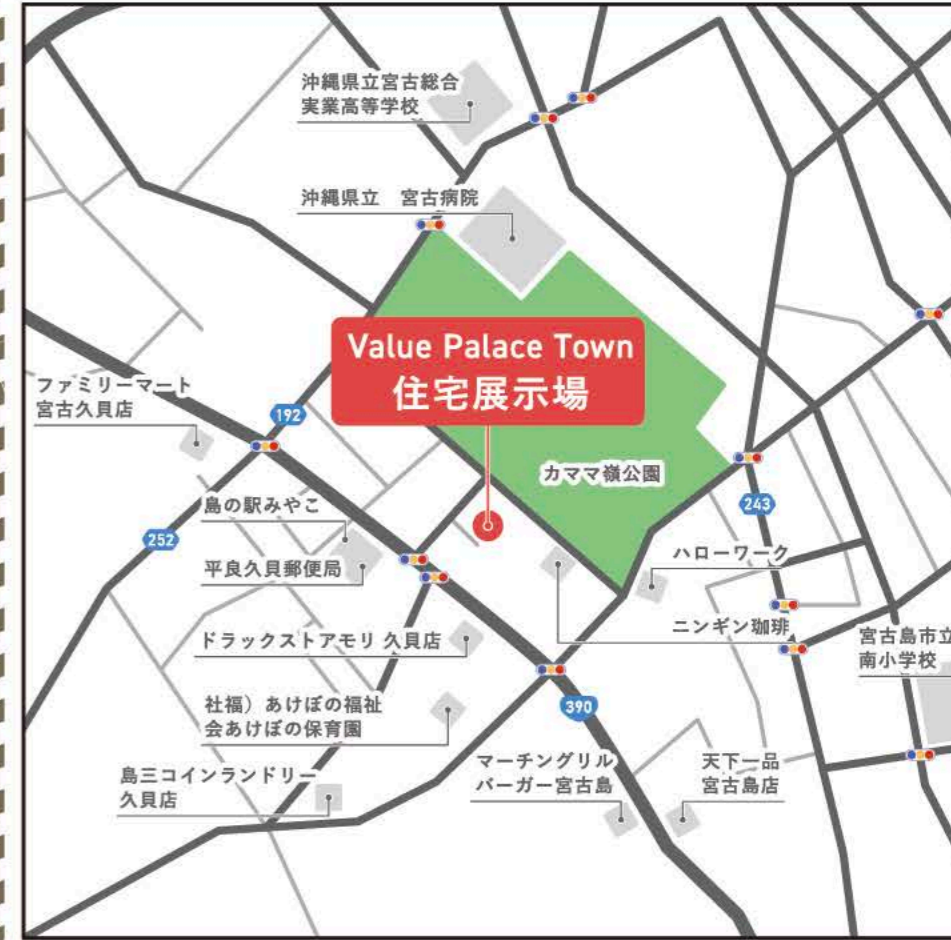 沖縄県立宮古総合
実業高等学校
沖縄県立　宮古病院
Value Palace Town
住宅展示場
ファミリーマート
宮古久貝店
192
カママ嶺公園
島の駅みやこ
252
243
平良久貝郵便局
ハローワーク
ドラックストアモリ 久貝店
ニンギン珈琲
宮古島市立
南小学校
社福）あけぼの福祉
会あけぼの保育園
390
島三コインランドリー
久貝店
マーチングリル
バーガー宮古島
天下一品
宮古島店